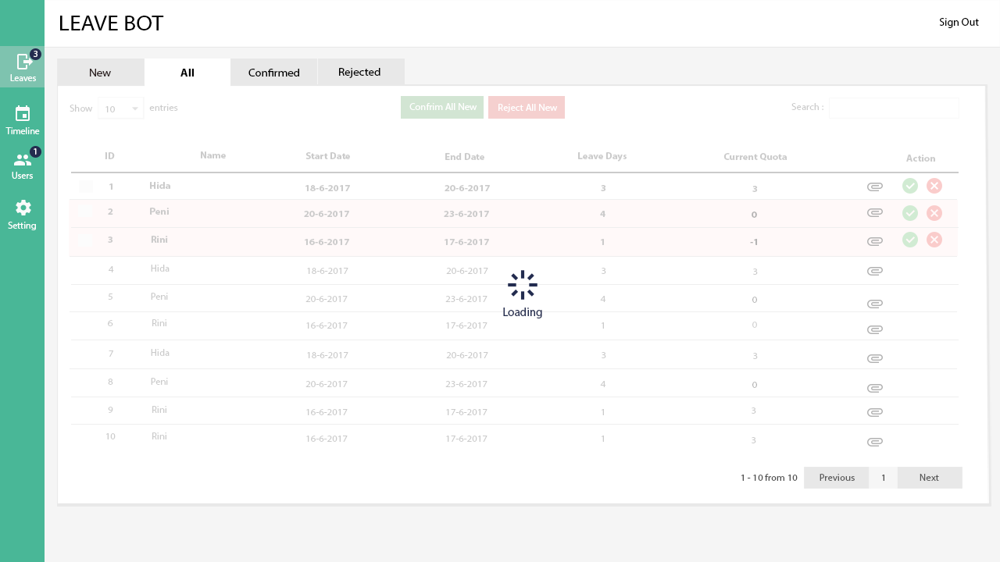 LEAVE BOT
Sign Out
3
Leaves
Timeline
1
Users
Setting
New All Confirmed Rejected
Show 10 entries Confrim All New Reject All New Search :
ID Name Start Date End Date Leave Days Current Quota Action
1 Hida 18-6-2017 20-6-2017 3 3
2 Peni 20-6-2017 23-6-2017 4 0
3 Rini 16-6-2017 17-6-2017 1 -1
4 Hida 18-6-2017 20-6-2017 3 3
5 Peni 20-6-2017 23-6-2017 4 0
Loading
6 Rini 16-6-2017 17-6-2017 1 0
7 Hida 18-6-2017 20-6-2017 3 3
8 Peni 20-6-2017 23-6-2017 4 0
9 Rini 16-6-2017 17-6-2017 1 3
10 Rini 16-6-2017 17-6-2017 1 3
1 - 10 from 10 Previous 1 Next